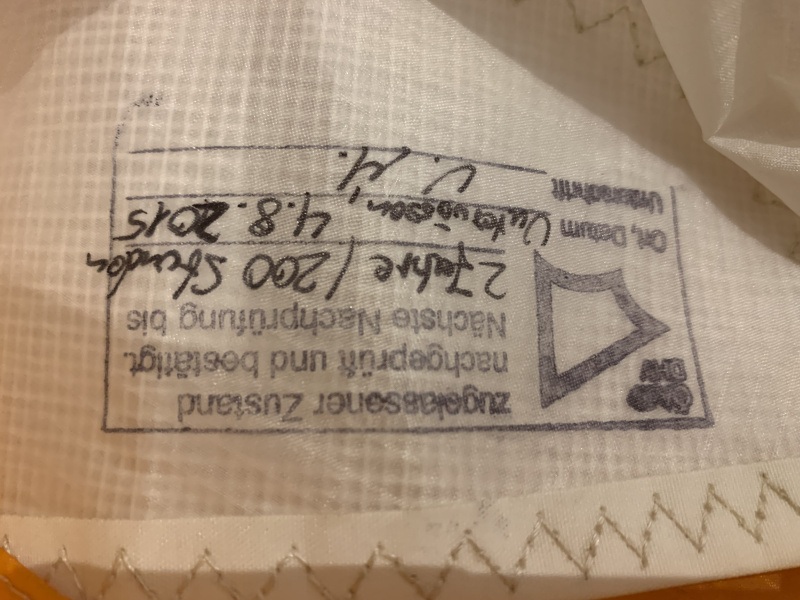 DHV
zugelassener Zustand
nachgeprüft und bestätigt.
Nächste Nachprüfung bis
2 Jahre / 200 Stunden
Ort, Datum Unterwössen, 4.8.2015
Unterschrift